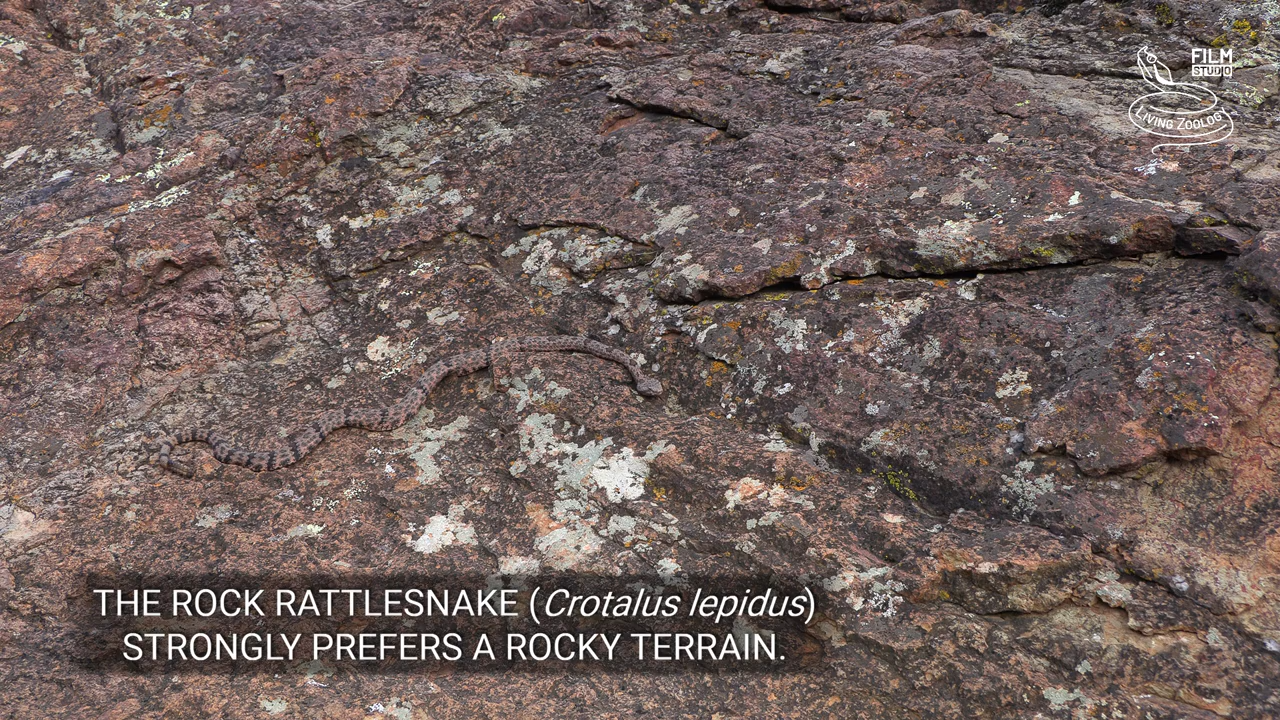 FILM
STUDIO
LIVING ZOOLOGY
THE ROCK RATTLESNAKE (Crotalus lepidus)
STRONGLY PREFERS A ROCKY TERRAIN.